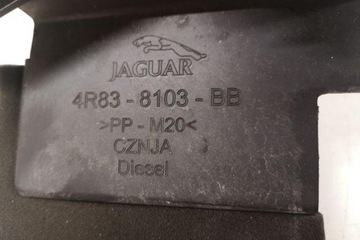 JAGUAR
4R83-8103-BB
>PP-M20<
CZNJA
Diesel